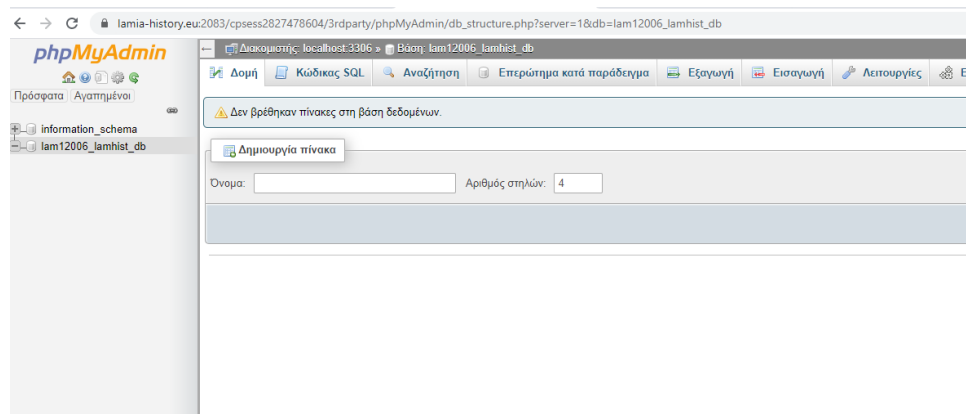 lamia-history.eu:2083/cpsess2827478604/3rdparty/phpMyAdmin/db_structure.php?server=1&db=lam12006_lamhist_db
phpMyAdmin
Πρόσφατα Αγαπημένοι
information_schema
lam12006_lamhist_db
Διακομιστής: localhost:3306 » Βάση: lam12006_lamhist_db
Δομή Κώδικας SQL Αναζήτηση Επερώτημα κατά παράδειγμα Εξαγωγή Εισαγωγή Λειτουργίες
Δεν βρέθηκαν πίνακες στη βάση δεδομένων.
Δημιουργία πίνακα
Όνομα: Αριθμός στηλών: 4